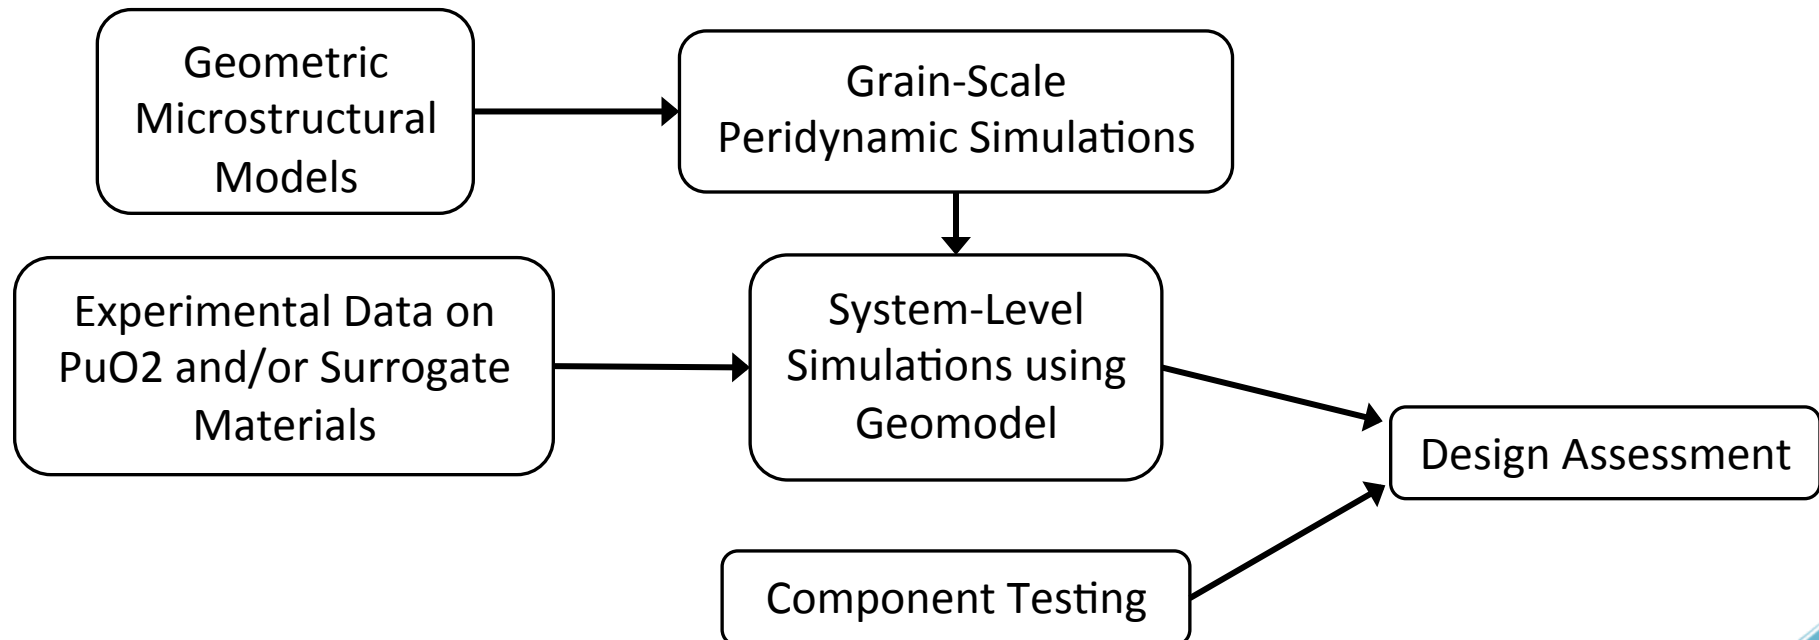 Geometric
Microstructural
Models
Grain-Scale
Peridynamic Simulations
Experimental Data on
PuO2 and/or Surrogate
Materials
System-Level
Simulations using
Geomodel
Design Assessment
Component Testing